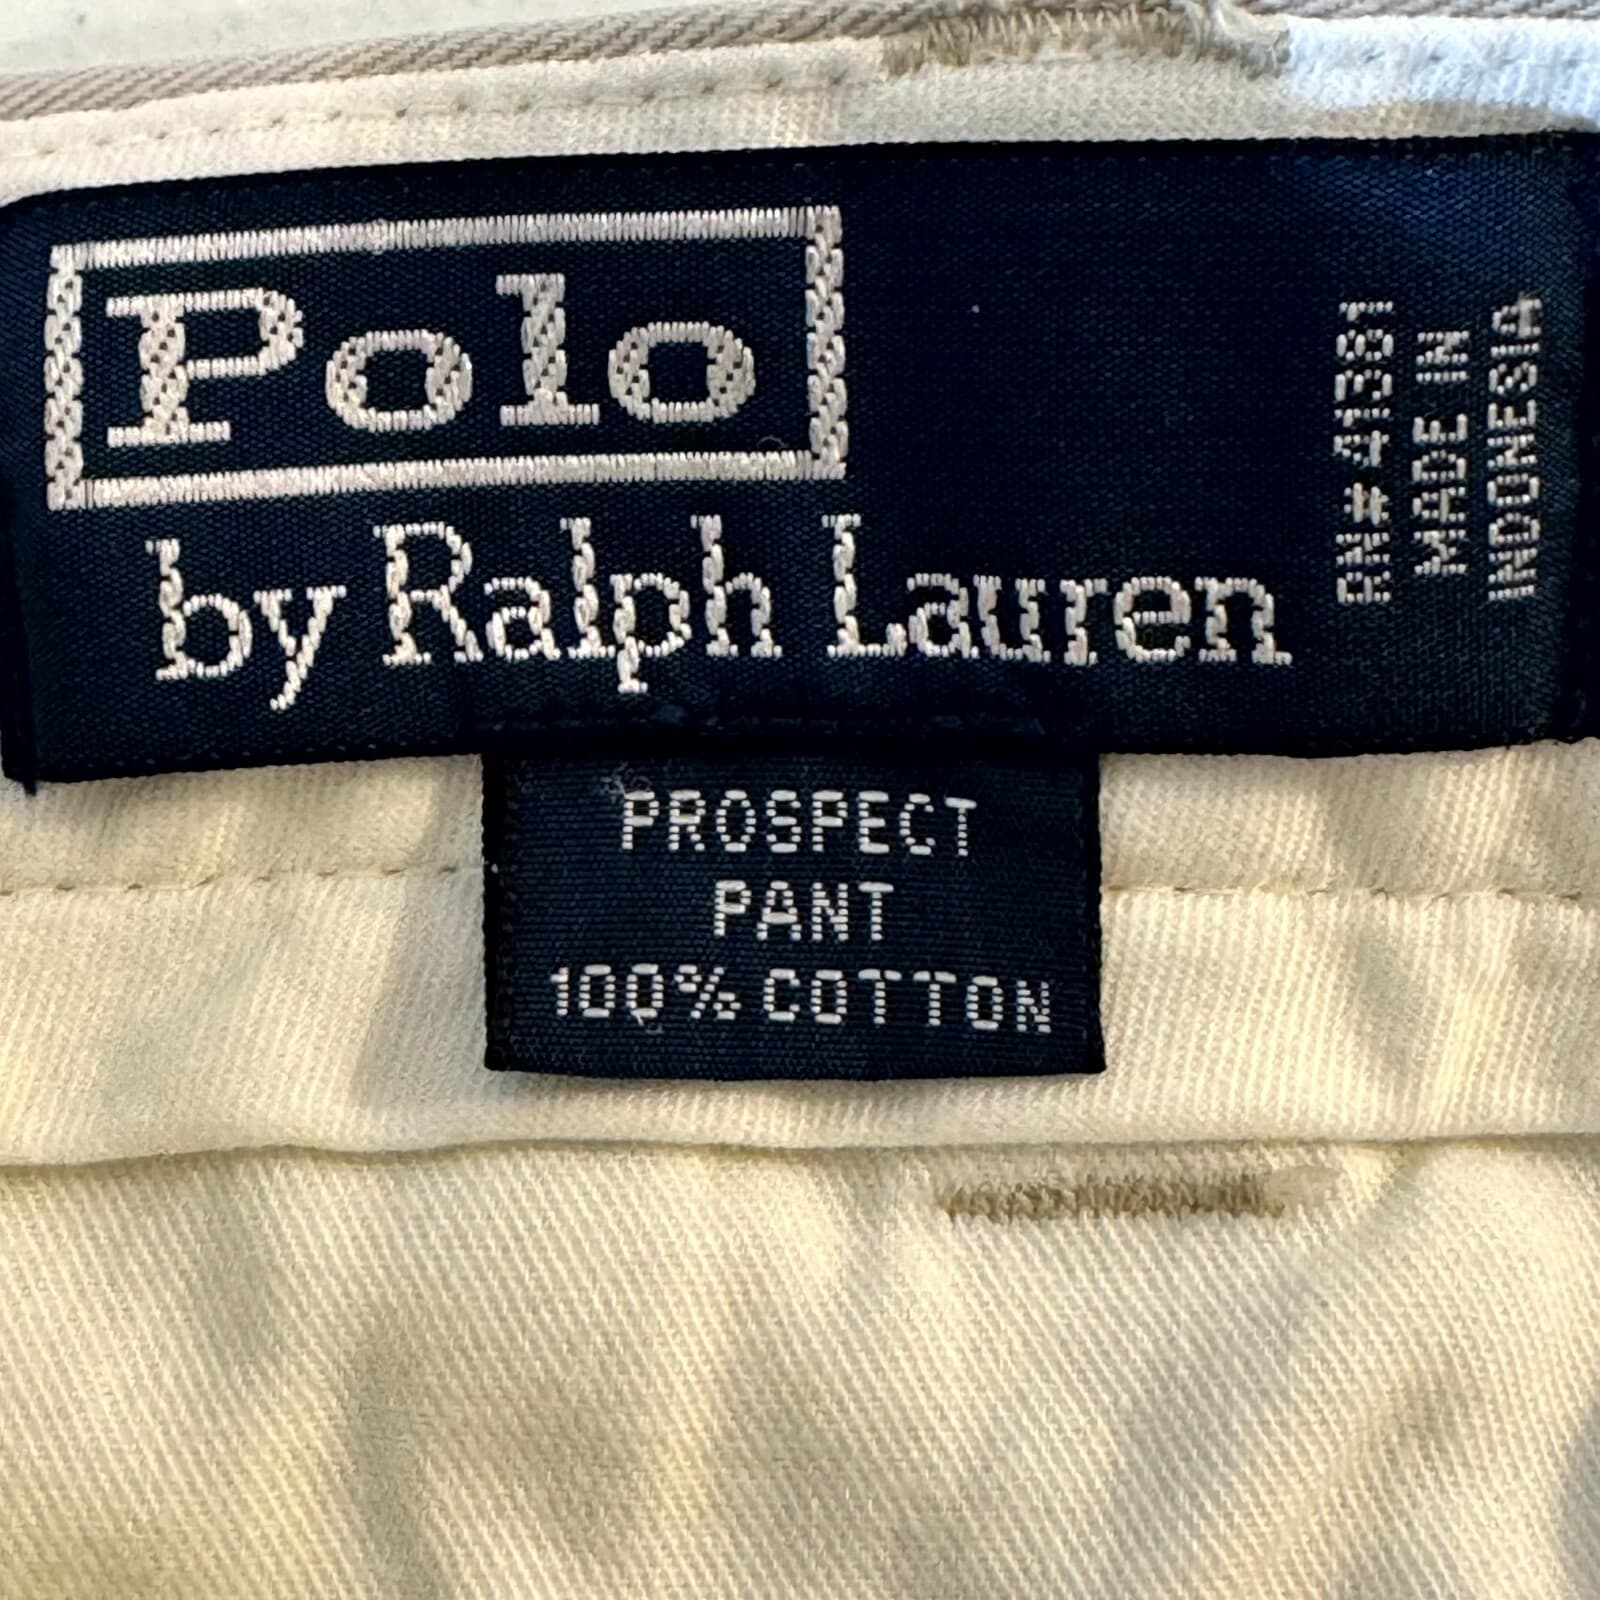 Polo
by Ralph Lauren
RN# 41381
MADE IN
INDONESIA
PROSPECT
PANT
100% COTTON